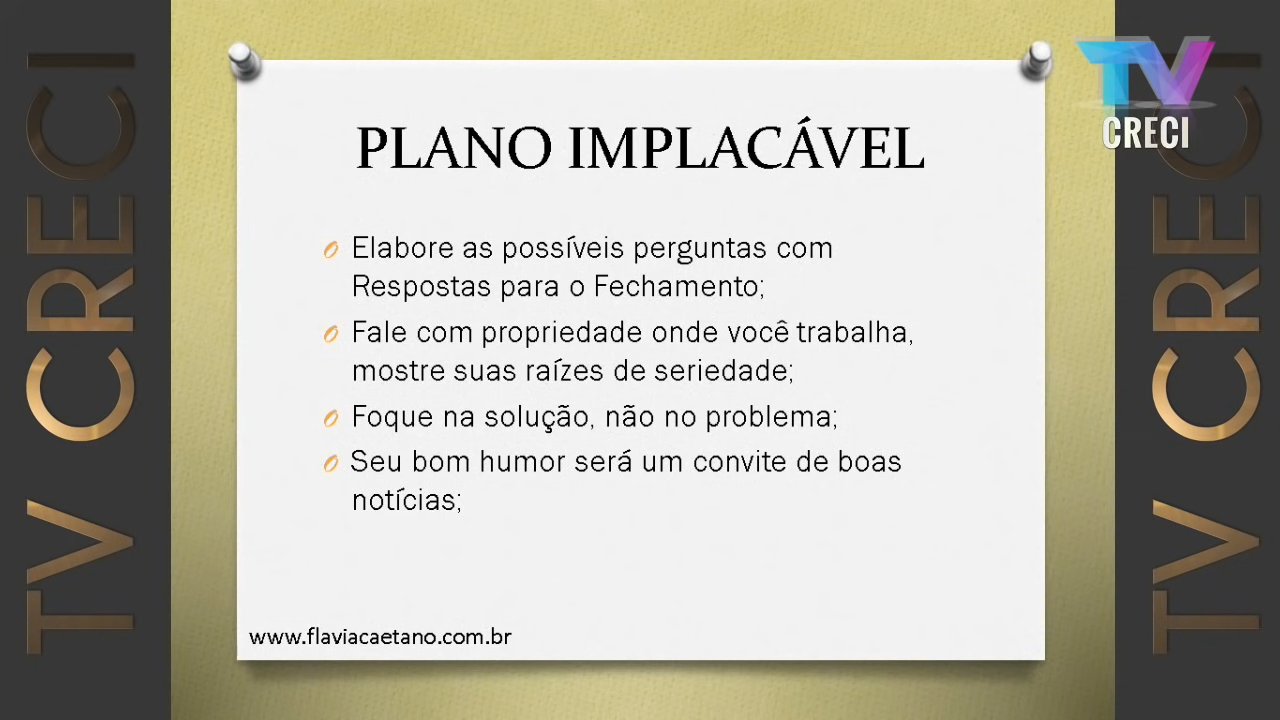 TV CRECI
TV
CRECI
TV CRECI
PLANO IMPLACÁVEL
Elabore as possíveis perguntas com
Respostas para o Fechamento;
Fale com propriedade onde você trabalha,
mostre suas raízes de seriedade;
Foque na solução, não no problema;
Seu bom humor será um convite de boas
notícias;
www.flaviacaetano.com.br